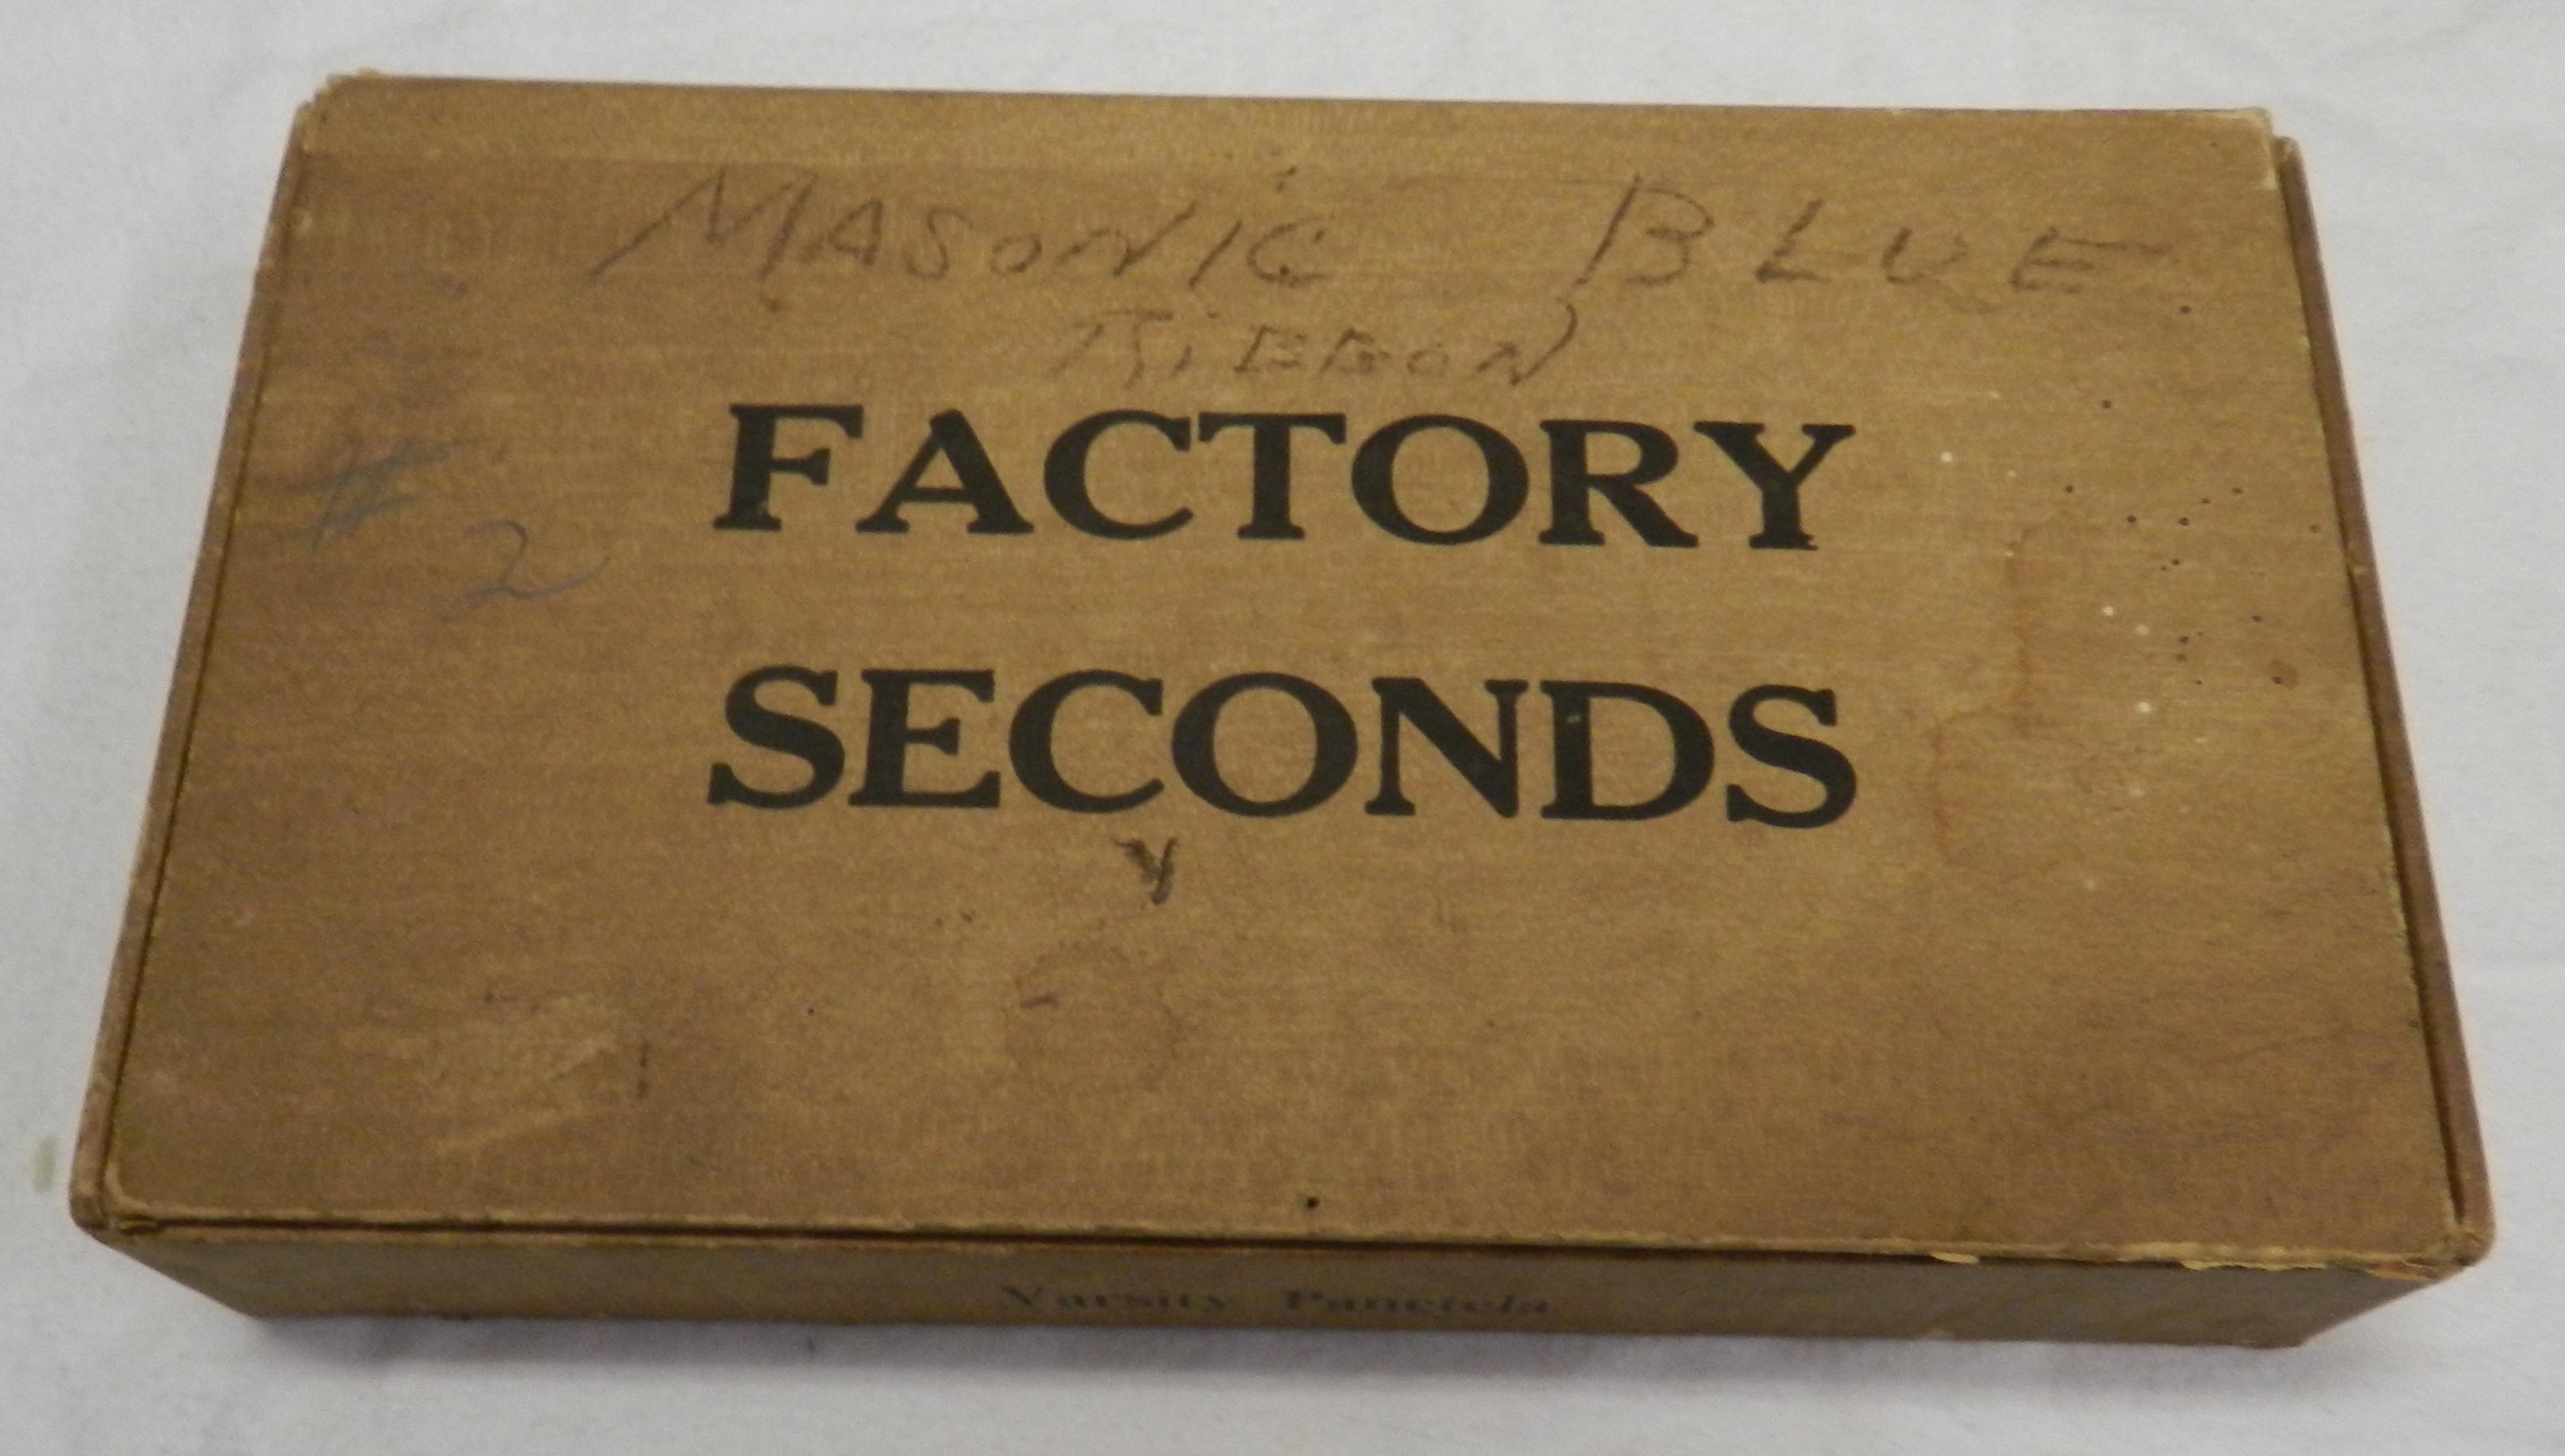 MASONiC BLUE
RiBBON
FACTORY
# 2
SECONDS
Varsity Panetela